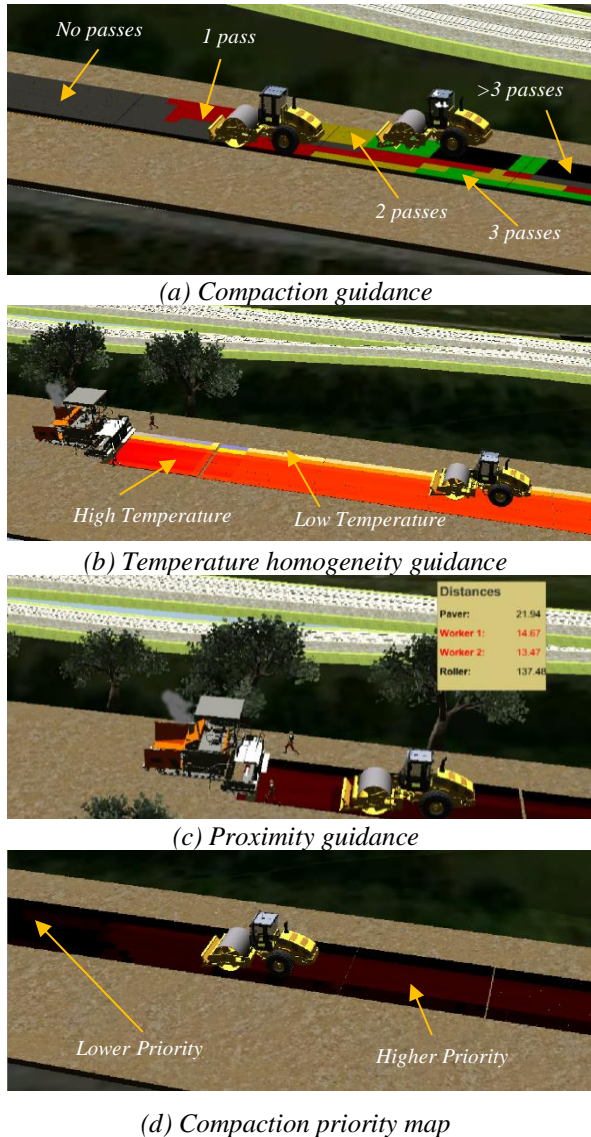 No passes
1 pass
>3 passes
2 passes
3 passes
(a) Compaction guidance
High Temperature
Low Temperature
(b) Temperature homogeneity guidance
Distances
Paver: 21.94
Worker 1: 14.67
Worker 2: 13.47
Roller: 137.48
(c) Proximity guidance
Lower Priority
Higher Priority
(d) Compaction priority map